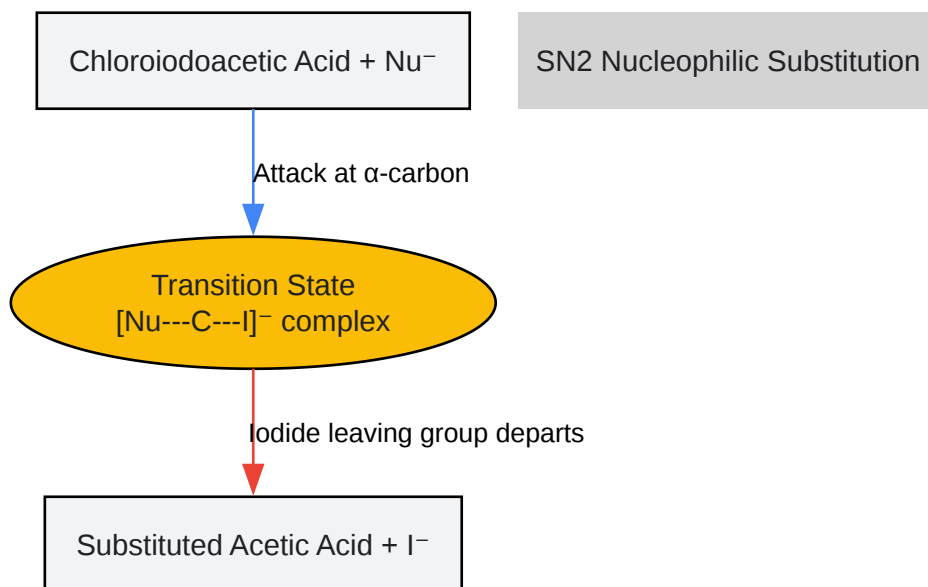 Chloroiodoacetic Acid + Nu⁻
SN2 Nucleophilic Substitution
Attack at α-carbon
Transition State
[Nu---C---I]⁻ complex
Iodide leaving group departs
Substituted Acetic Acid + I⁻